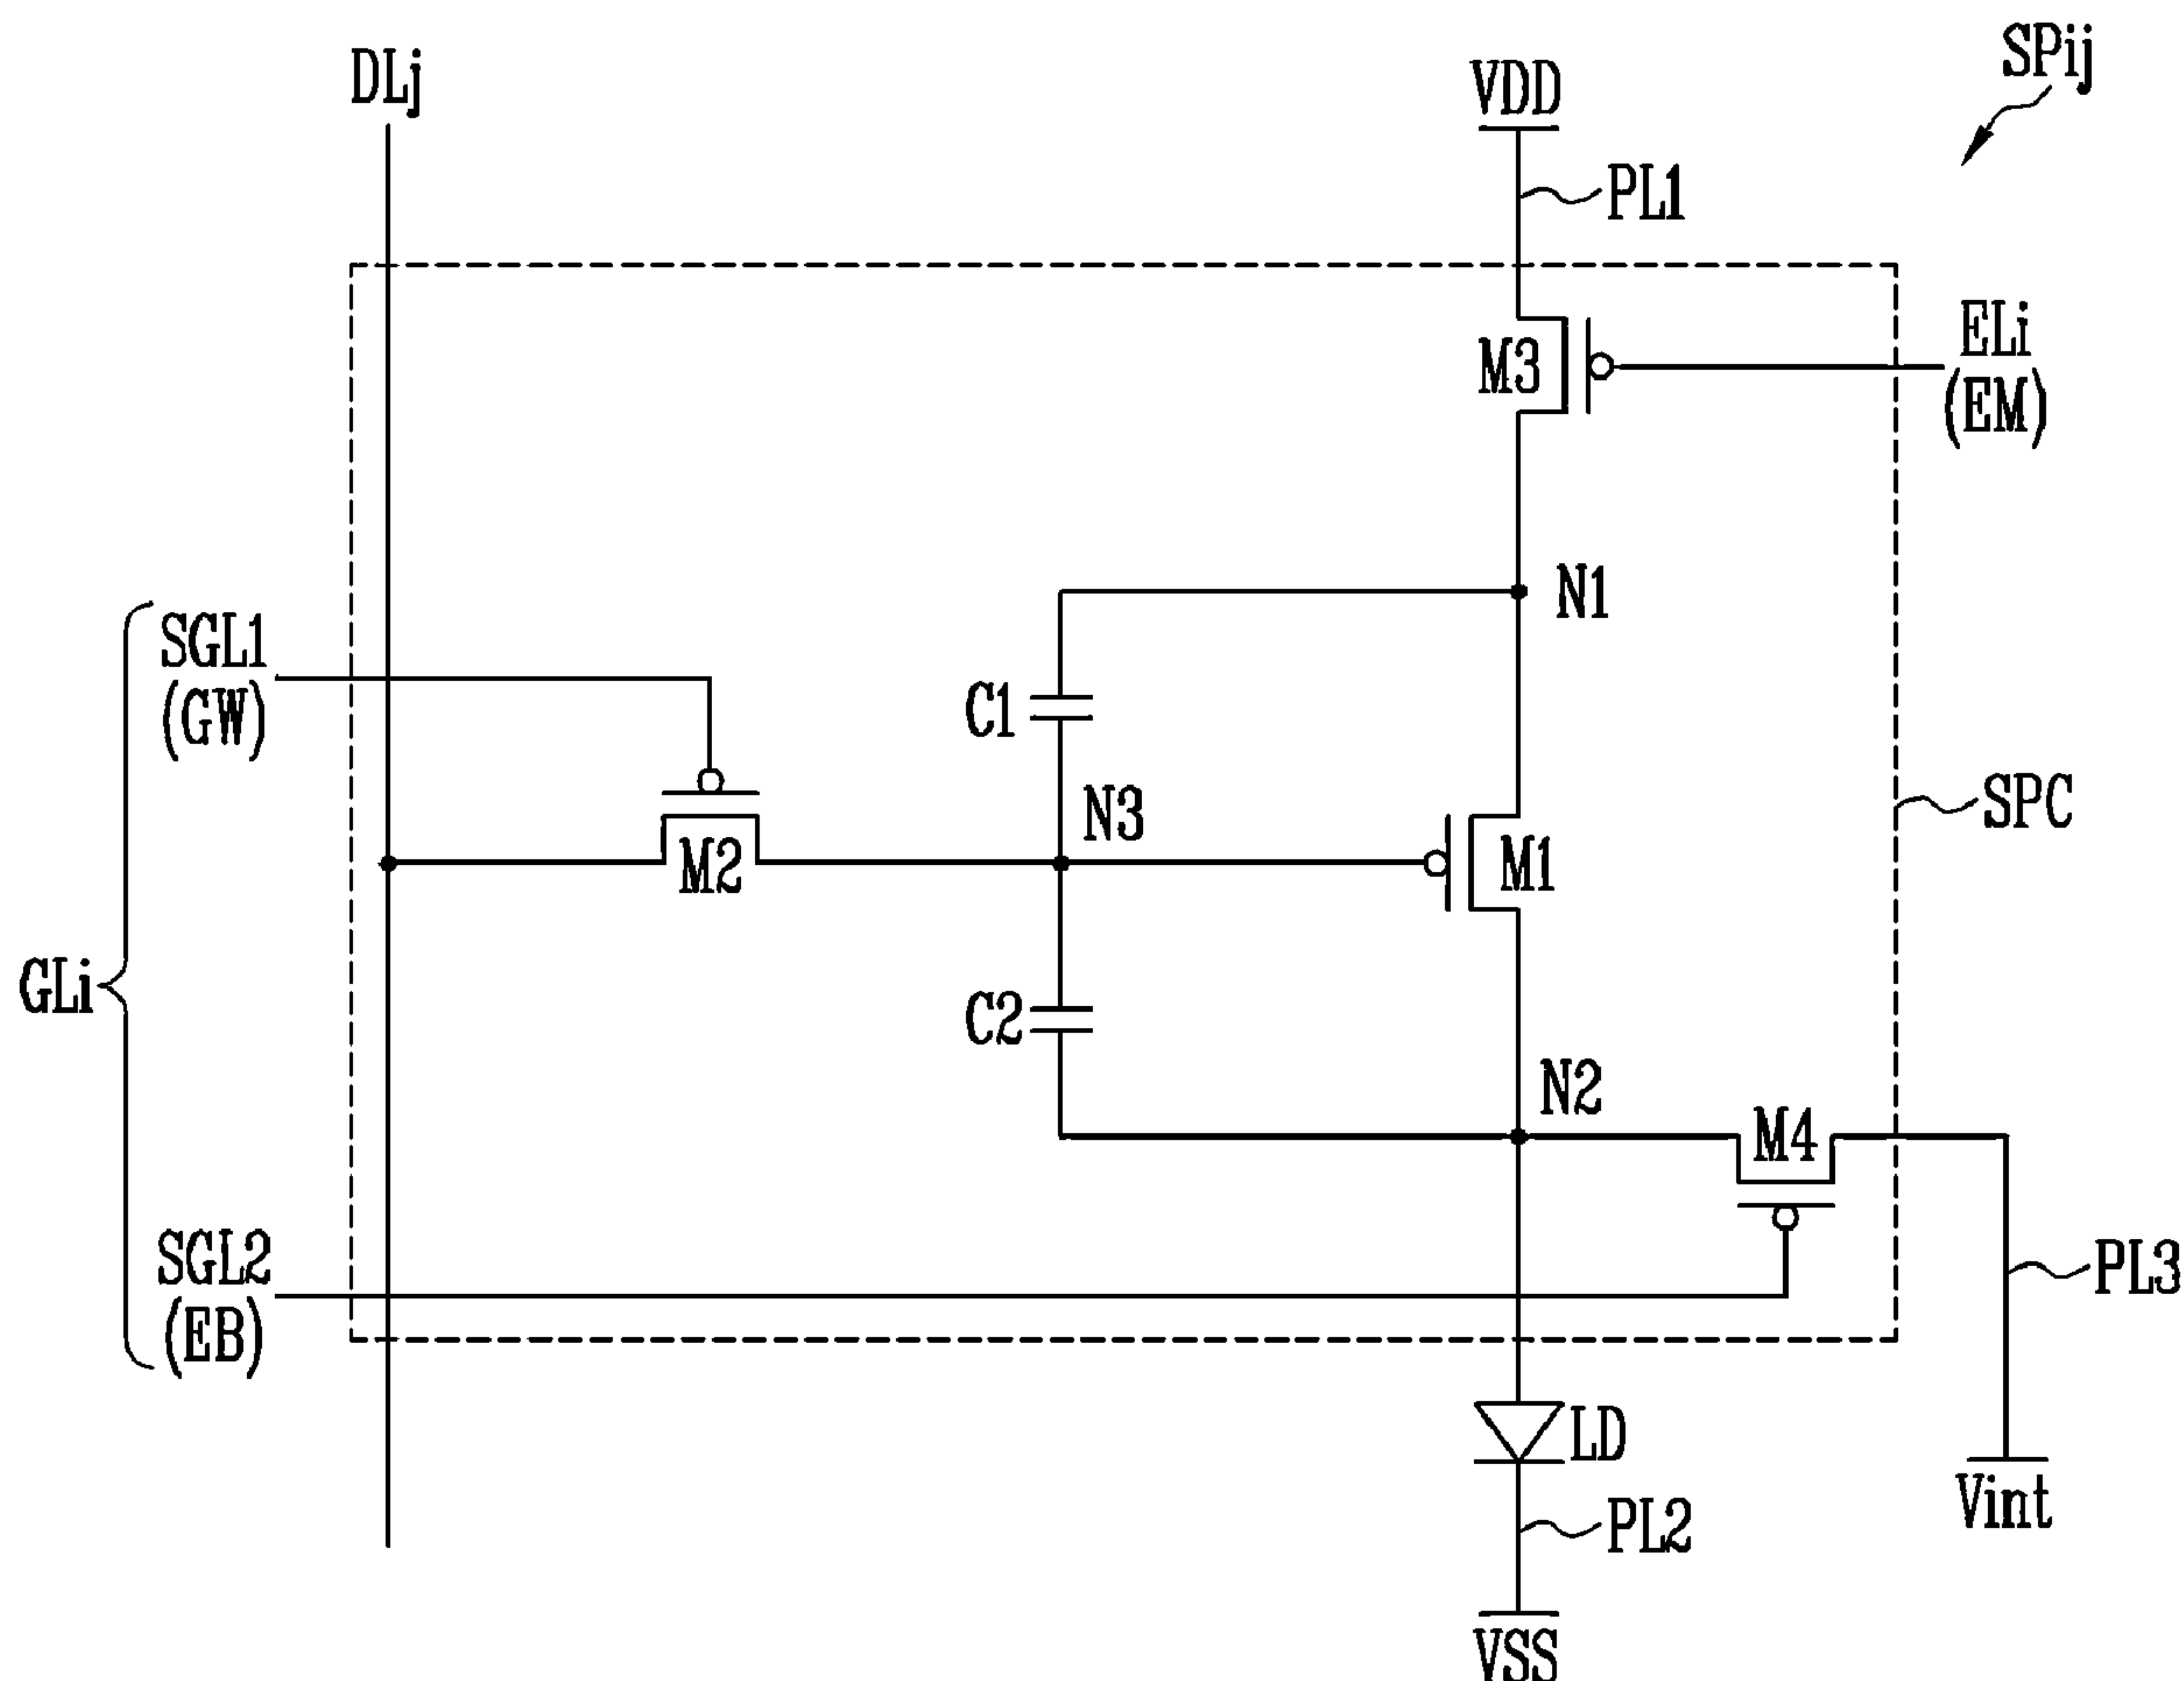 SPij
DLj
VDD
PL1
ELi
(EM)
M3
N1
SGL1
(GW)
C1
N3
SPC
M2
M1
GLi
C2
N2
M4
SGL2
(EB)
PL3
LD
Vint
PL2
VSS